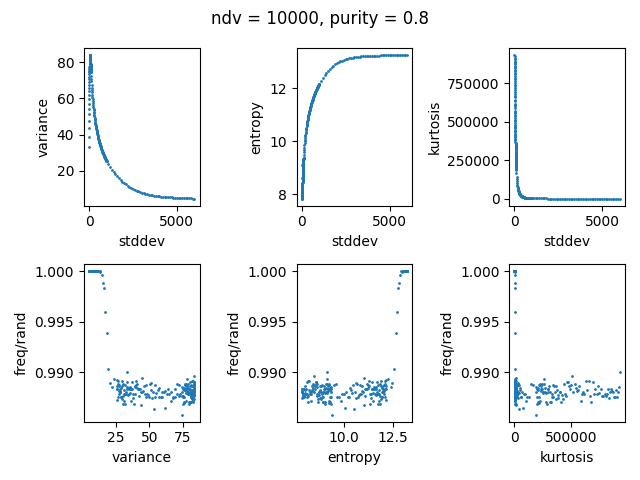 ndv = 10000, purity = 0.8
80
60
40
20
variance
0 5000
stddev
12
10
8
entropy
0 5000
stddev
750000
500000
250000
0
kurtosis
0 5000
stddev
1.000
0.995
0.990
freq/rand
25 50 75
variance
1.000
0.995
0.990
freq/rand
10.0 12.5
entropy
1.000
0.995
0.990
freq/rand
0 500000
kurtosis